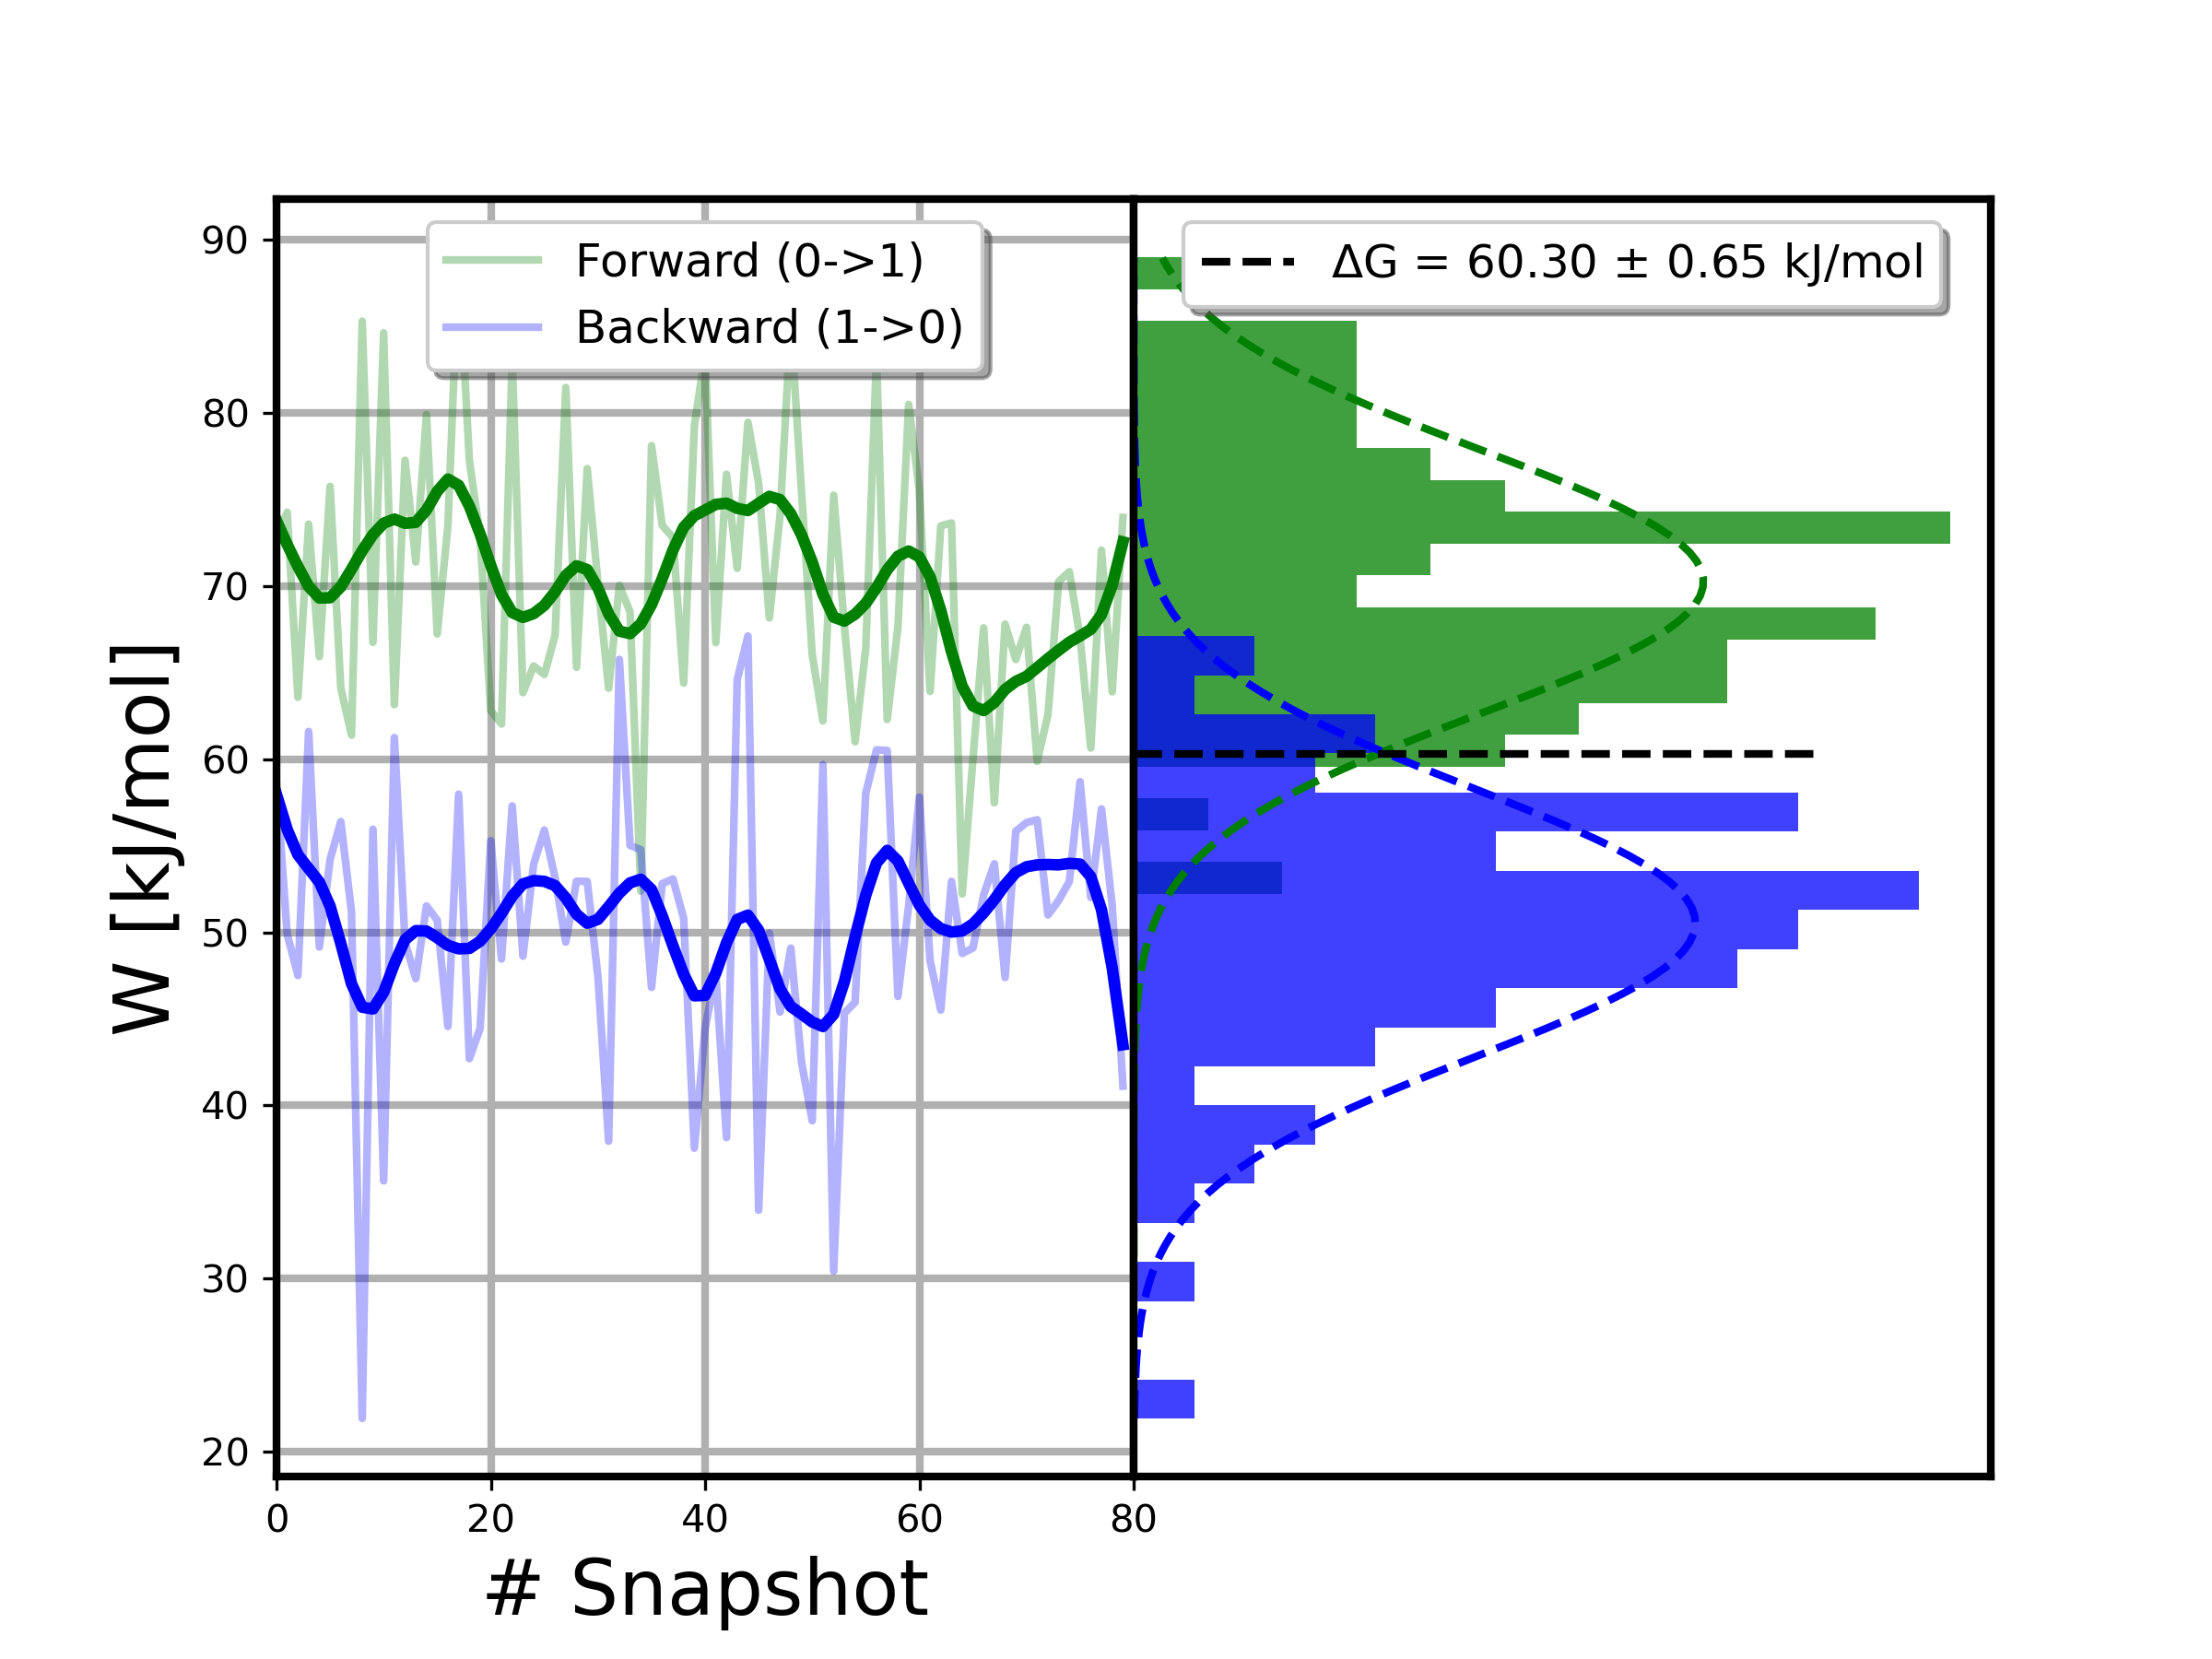 Forward (0->1)
Backward (1->0)
ΔG = 60.30 ± 0.65 kJ/mol
W [kJ/mol]
90
80
70
60
50
40
30
20
0 20 40 60 80
# Snapshot